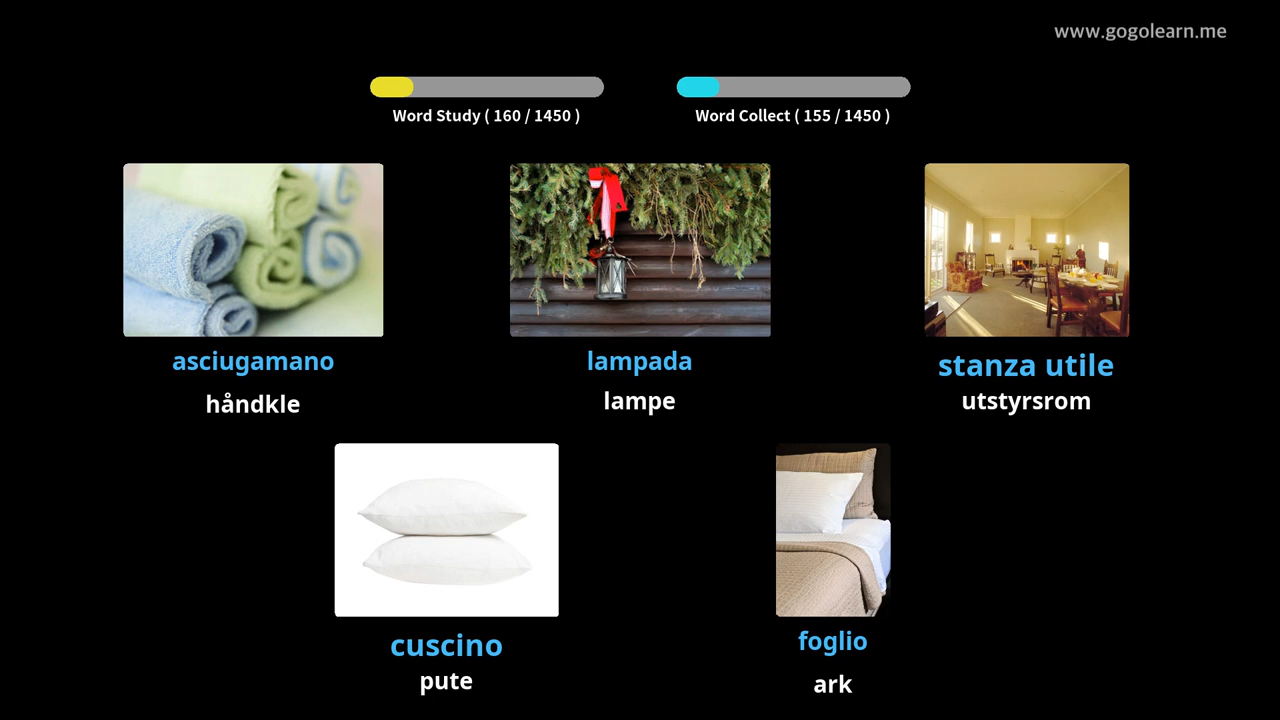 www.gogolearn.me
Word Study ( 160 / 1450 )
Word Collect ( 155 / 1450 )
asciugamano
håndkle
lampada
lampe
stanza utile
utstyrsrom
cuscino
pute
foglio
ark